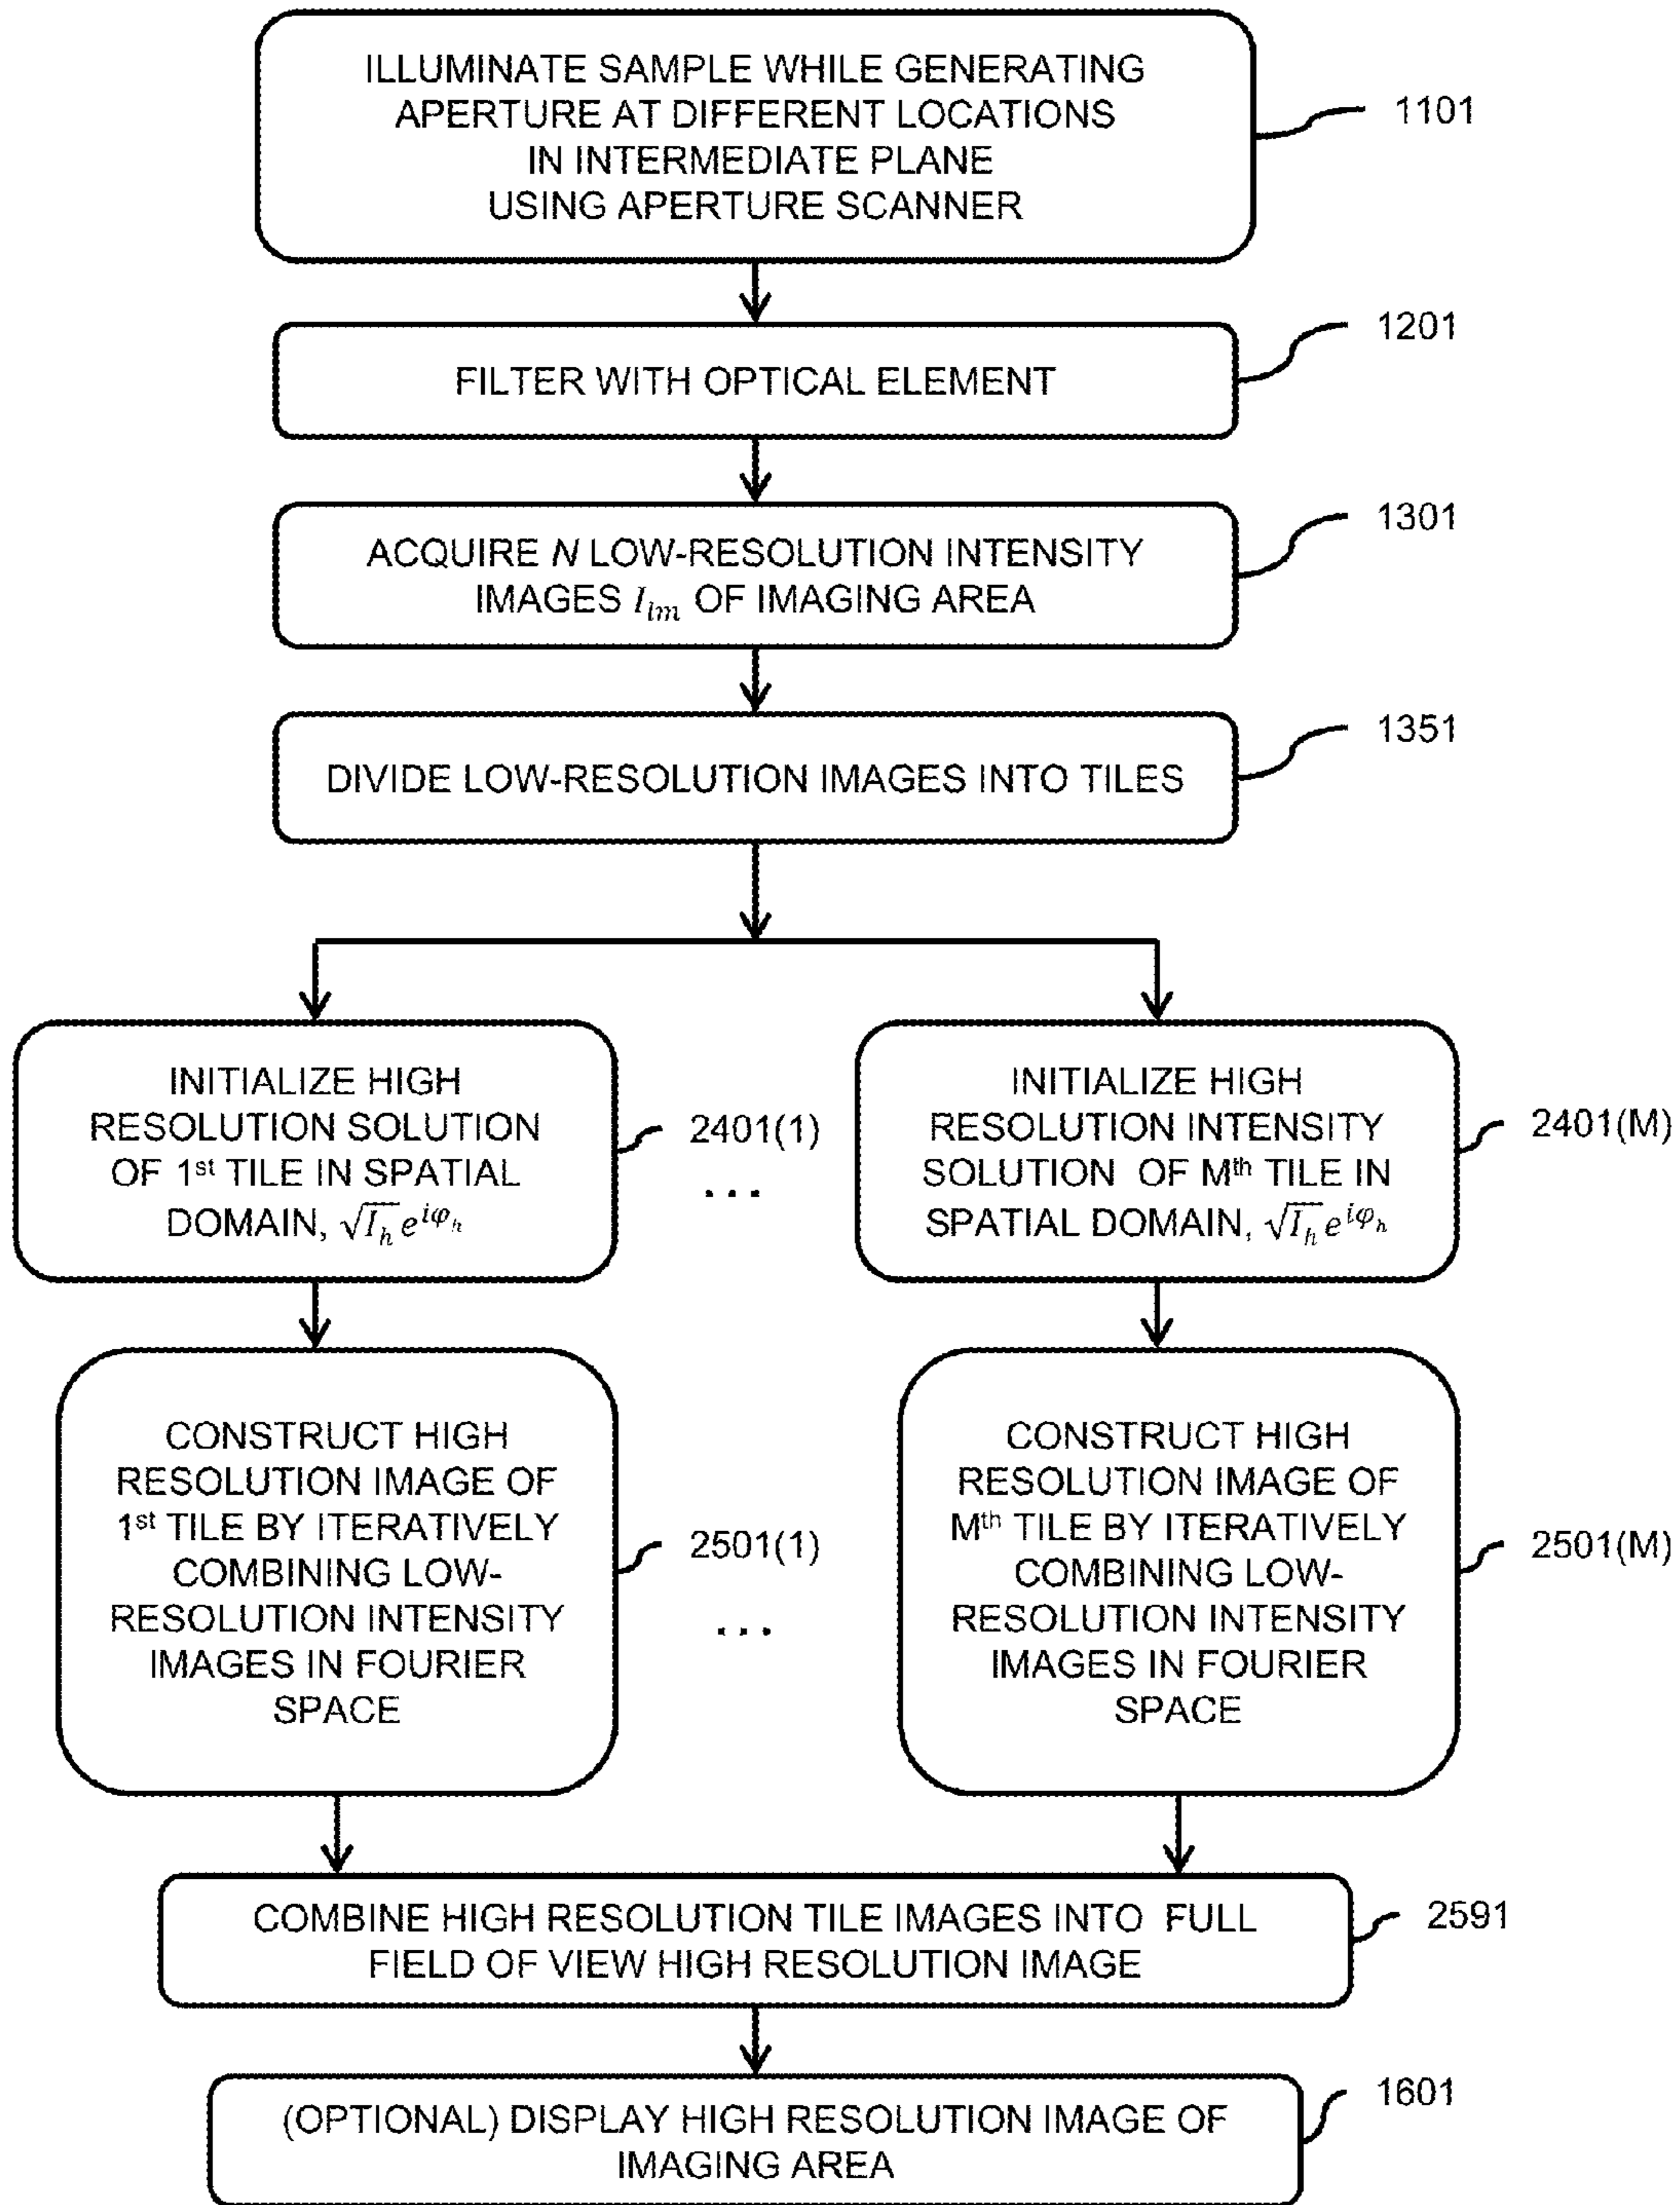 ILLUMINATE SAMPLE WHILE GENERATING
APERTURE AT DIFFERENT LOCATIONS
IN INTERMEDIATE PLANE
USING APERTURE SCANNER
1101
FILTER WITH OPTICAL ELEMENT
1201
ACQUIRE N LOW-RESOLUTION INTENSITY
IMAGES I_{lm} OF IMAGING AREA
1301
DIVIDE LOW-RESOLUTION IMAGES INTO TILES
1351
INITIALIZE HIGH
RESOLUTION SOLUTION
OF 1st TILE IN SPATIAL
DOMAIN, √I_h e^{iφ_h}
2401(1)
...
INITIALIZE HIGH
RESOLUTION INTENSITY
SOLUTION OF Mth TILE IN
SPATIAL DOMAIN, √I_h e^{iφ_h}
2401(M)
CONSTRUCT HIGH
RESOLUTION IMAGE OF
1st TILE BY ITERATIVELY
COMBINING LOW-
RESOLUTION INTENSITY
IMAGES IN FOURIER
SPACE
2501(1)
...
CONSTRUCT HIGH
RESOLUTION IMAGE OF
Mth TILE BY ITERATIVELY
COMBINING LOW-
RESOLUTION INTENSITY
IMAGES IN FOURIER
SPACE
2501(M)
COMBINE HIGH RESOLUTION TILE IMAGES INTO FULL
FIELD OF VIEW HIGH RESOLUTION IMAGE
2591
(OPTIONAL) DISPLAY HIGH RESOLUTION IMAGE OF
IMAGING AREA
1601